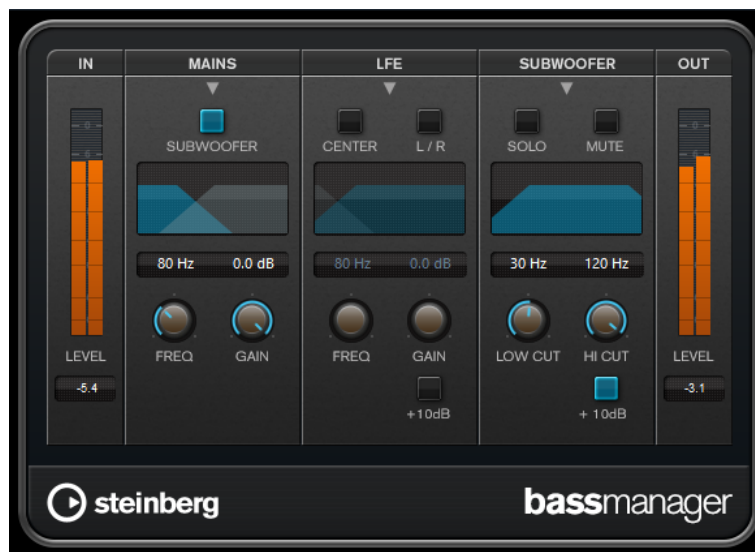 IN MAINS LFE SUBWOOFER OUT
SUBWOOFER CENTER L / R SOLO MUTE
80 Hz 0.0 dB 80 Hz 0.0 dB 30 Hz 120 Hz
LEVEL FREQ GAIN FREQ GAIN LOW CUT HI CUT LEVEL
-5.4 -3.1
+10dB + 10dB
steinberg bassmanager